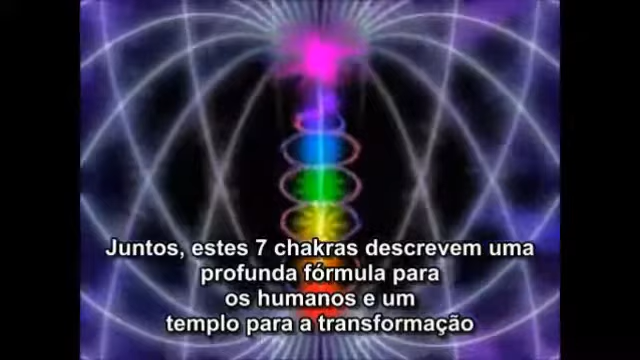 Juntos, estes 7 chakras descrevem uma
profunda fórmula para
os humanos e um
templo para a transformação